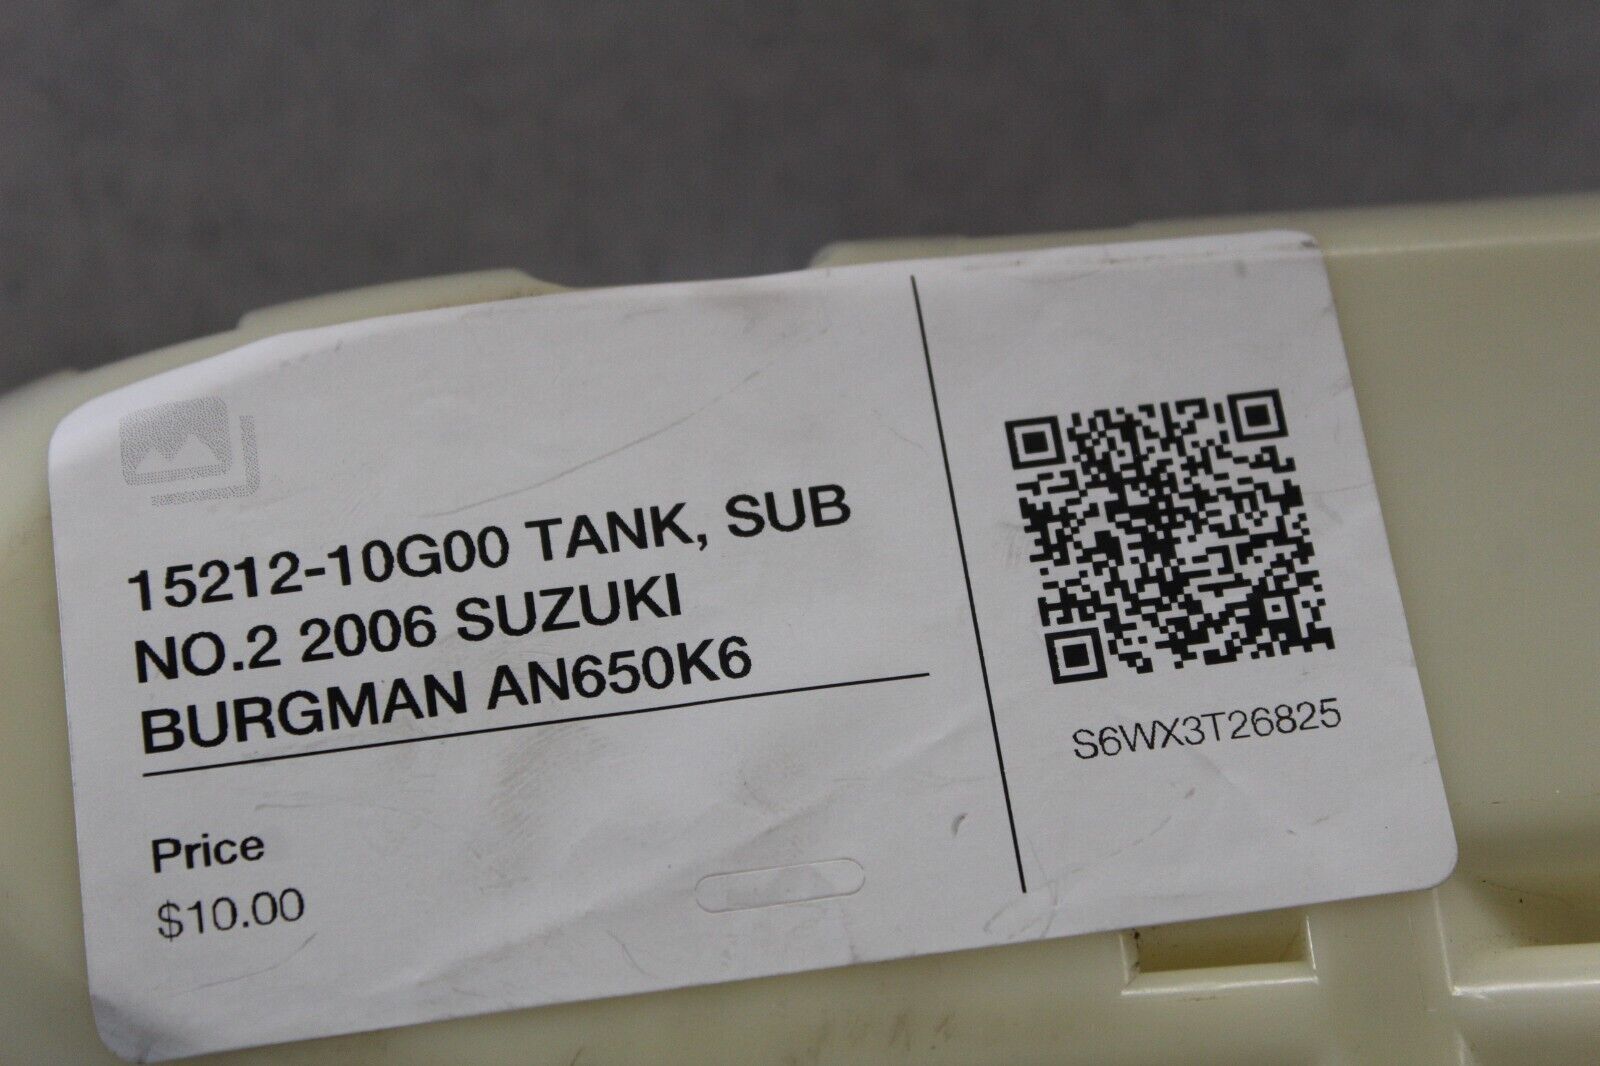 15212-10G00 TANK, SUB
NO.2 2006 SUZUKI
BURGMAN AN650K6
Price
$10.00
S6WX3T26825